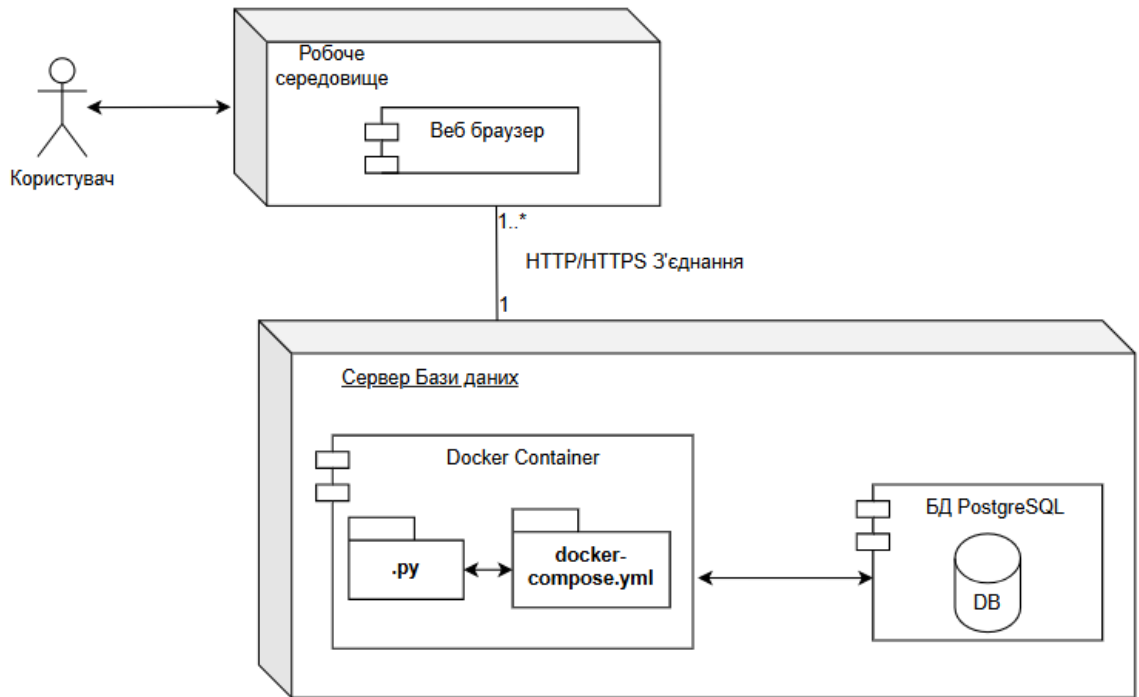 Робоче
середовище
Веб браузер
Користувач
1..*
HTTP/HTTPS З'єднання
1
Сервер Бази даних
Docker Container
БД PostgreSQL
.py
docker-
compose.yml
DB